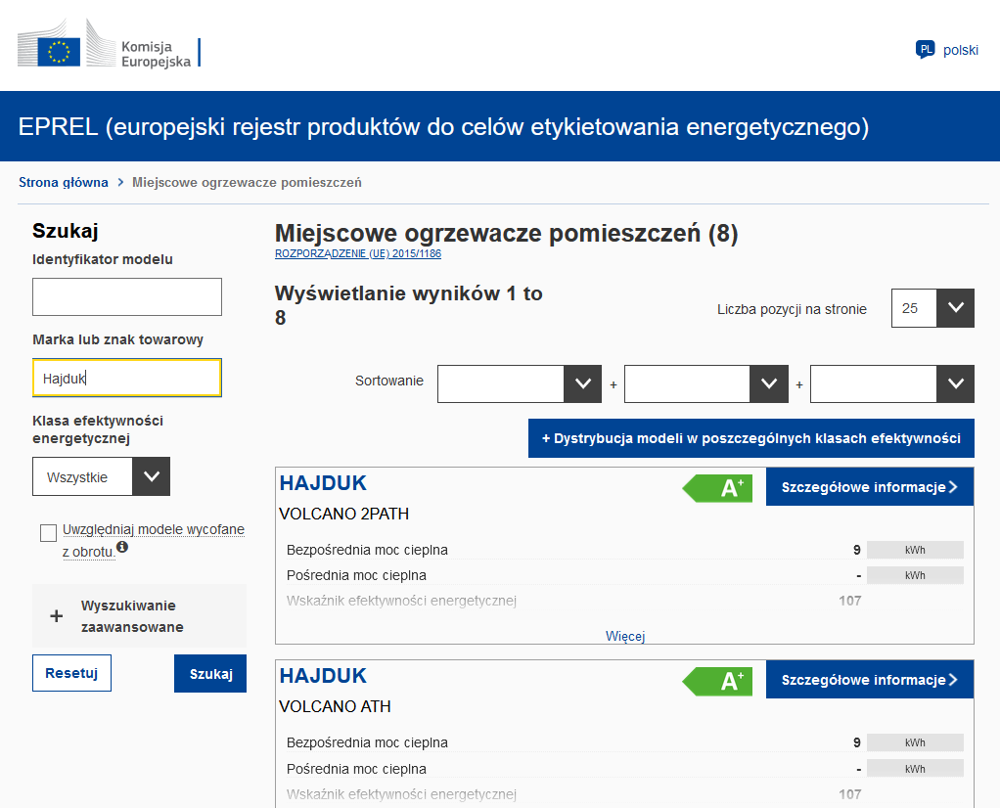 Komisja
Europejska
PL polski
EPREL (europejski rejestr produktów do celów etykietowania energetycznego)
Strona główna > Miejscowe ogrzewacze pomieszczeń
Szukaj
Identyfikator modelu
Marka lub znak towarowy
Hajduk
Klasa efektywności
energetycznej
Wszystkie
Uwzględniaj modele wycofane
z obrotu.
+ Wyszukiwanie
zaawansowane
Resetuj Szukaj
Miejscowe ogrzewacze pomieszczeń (8)
ROZPORZĄDZENIE (UE) 2015/1186
Wyświetlanie wyników 1 to
8
Liczba pozycji na stronie 25
Sortowanie + +
+ Dystrybucja modeli w poszczególnych klasach efektywności
HAJDUK A+ Szczegółowe informacje >
VOLCANO 2PATH
Bezpośrednia moc cieplna 9 kWh
Pośrednia moc cieplna - kWh
Wskaźnik efektywności energetycznej 107
Więcej
HAJDUK A+ Szczegółowe informacje >
VOLCANO ATH
Bezpośrednia moc cieplna 9 kWh
Pośrednia moc cieplna - kWh
Wskaźnik efektywności energetycznej 107